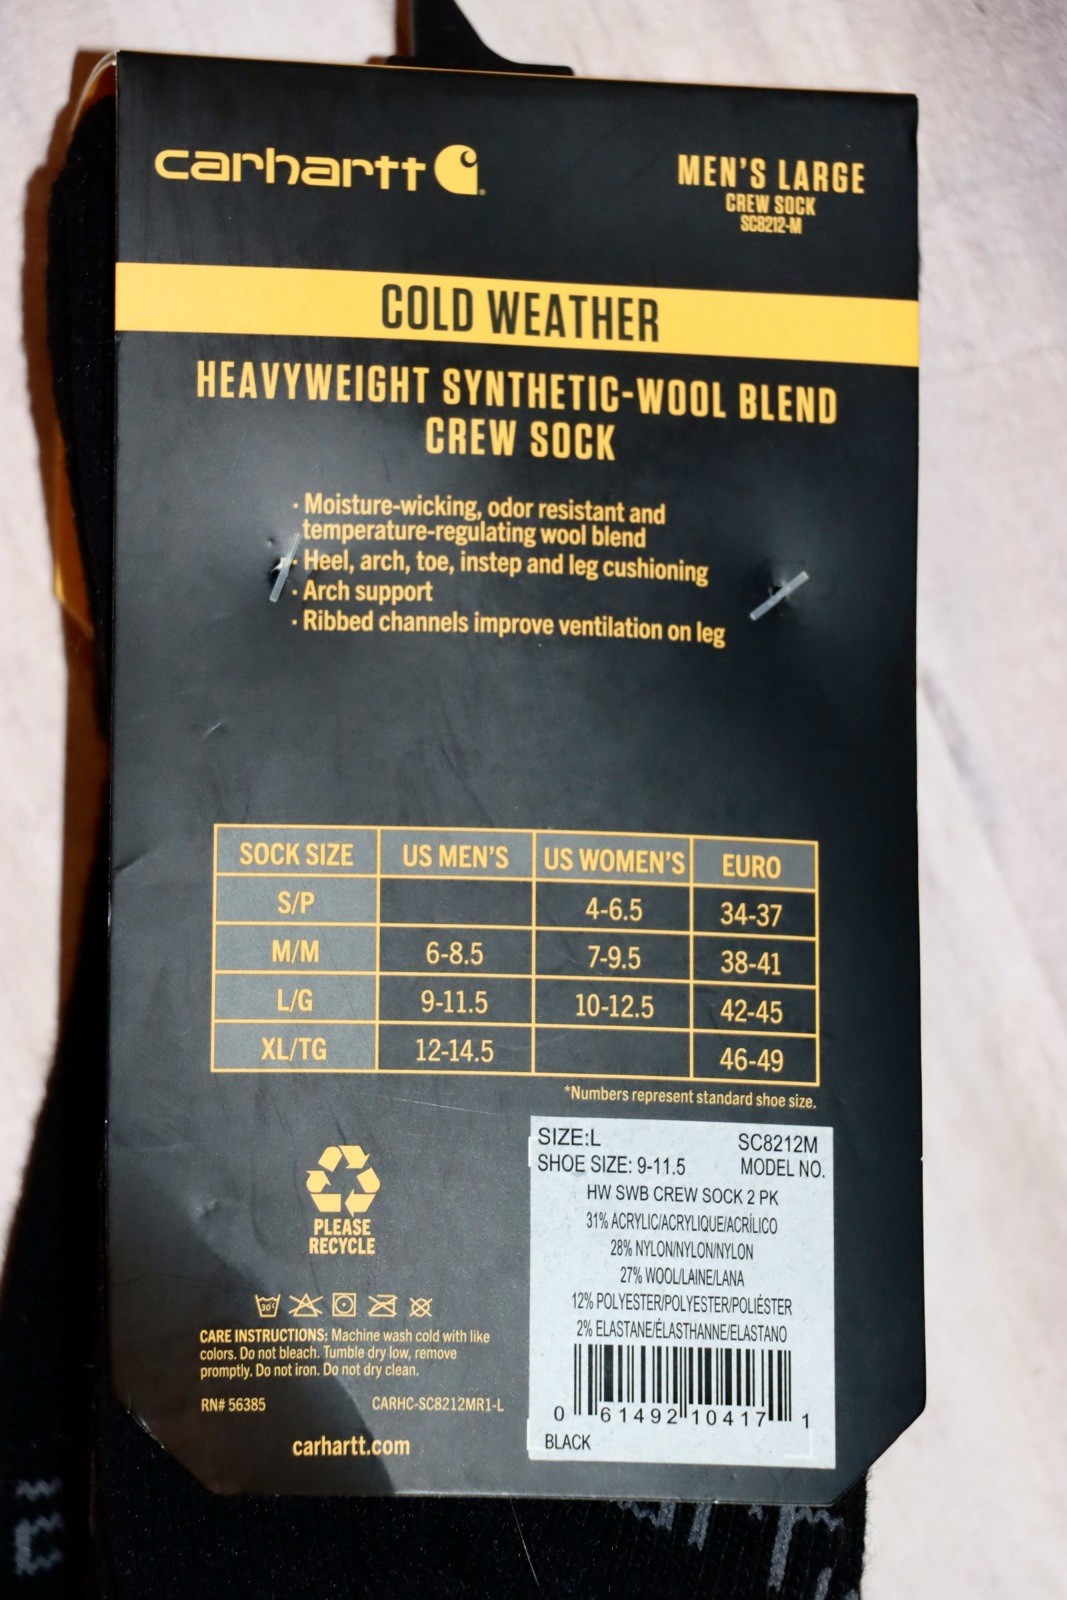 carhartt
MEN'S LARGE
CREW SOCK
SC8212-M
COLD WEATHER
HEAVYWEIGHT SYNTHETIC-WOOL BLEND
CREW SOCK
· Moisture-wicking, odor resistant and
temperature-regulating wool blend
· Heel, arch, toe, instep and leg cushioning
· Arch support
· Ribbed channels improve ventilation on leg
SOCK SIZE US MEN'S US WOMEN'S EURO
S/P 4-6.5 34-37
M/M 6-8.5 7-9.5 38-41
L/G 9-11.5 10-12.5 42-45
XL/TG 12-14.5 46-49
*Numbers represent standard shoe size.
PLEASE
RECYCLE
30°
CARE INSTRUCTIONS: Machine wash cold with like
colors. Do not bleach. Tumble dry low, remove
promptly. Do not iron. Do not dry clean.
RN# 56385 CARHC-SC8212MR1-L
carhartt.com
SIZE:L SC8212M
SHOE SIZE: 9-11.5 MODEL NO.
HW SWB CREW SOCK 2 PK
31% ACRYLIC/ACRYLIQUE/ACRÍLICO
28% NYLON/NYLON/NYLON
27% WOOL/LAINE/LANA
12% POLYESTER/POLYESTER/POLIÉSTER
2% ELASTANE/ÉLASTHANNE/ELASTANO
0 61492 10417 1
BLACK